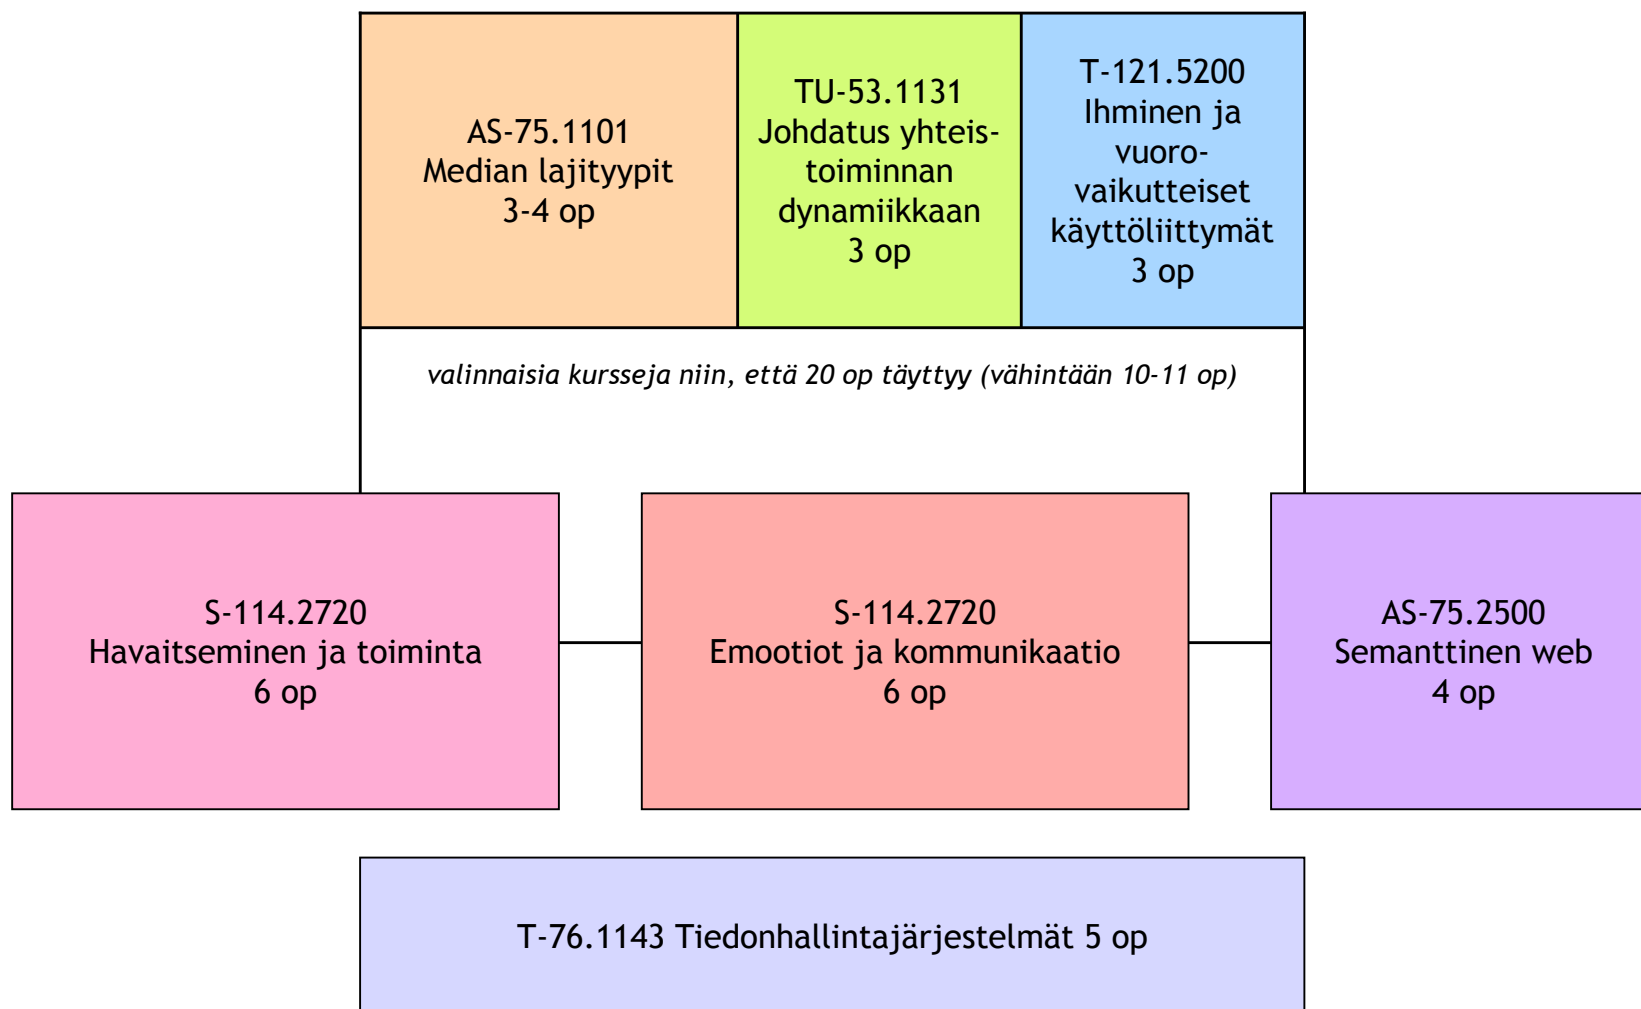 AS-75.1101
Median lajityypit
3-4 op
TU-53.1131
Johdatus yhteis-
toiminnan
dynamiikkaan
3 op
T-121.5200
Ihminen ja
vuoro-
vaikutteiset
käyttöliittymät
3 op
valinnaisia kursseja niin, että 20 op täyttyy (vähintään 10-11 op)
S-114.2720
Havaitseminen ja toiminta
6 op
S-114.2720
Emootiot ja kommunikaatio
6 op
AS-75.2500
Semanttinen web
4 op
T-76.1143 Tiedonhallintajärjestelmät 5 op